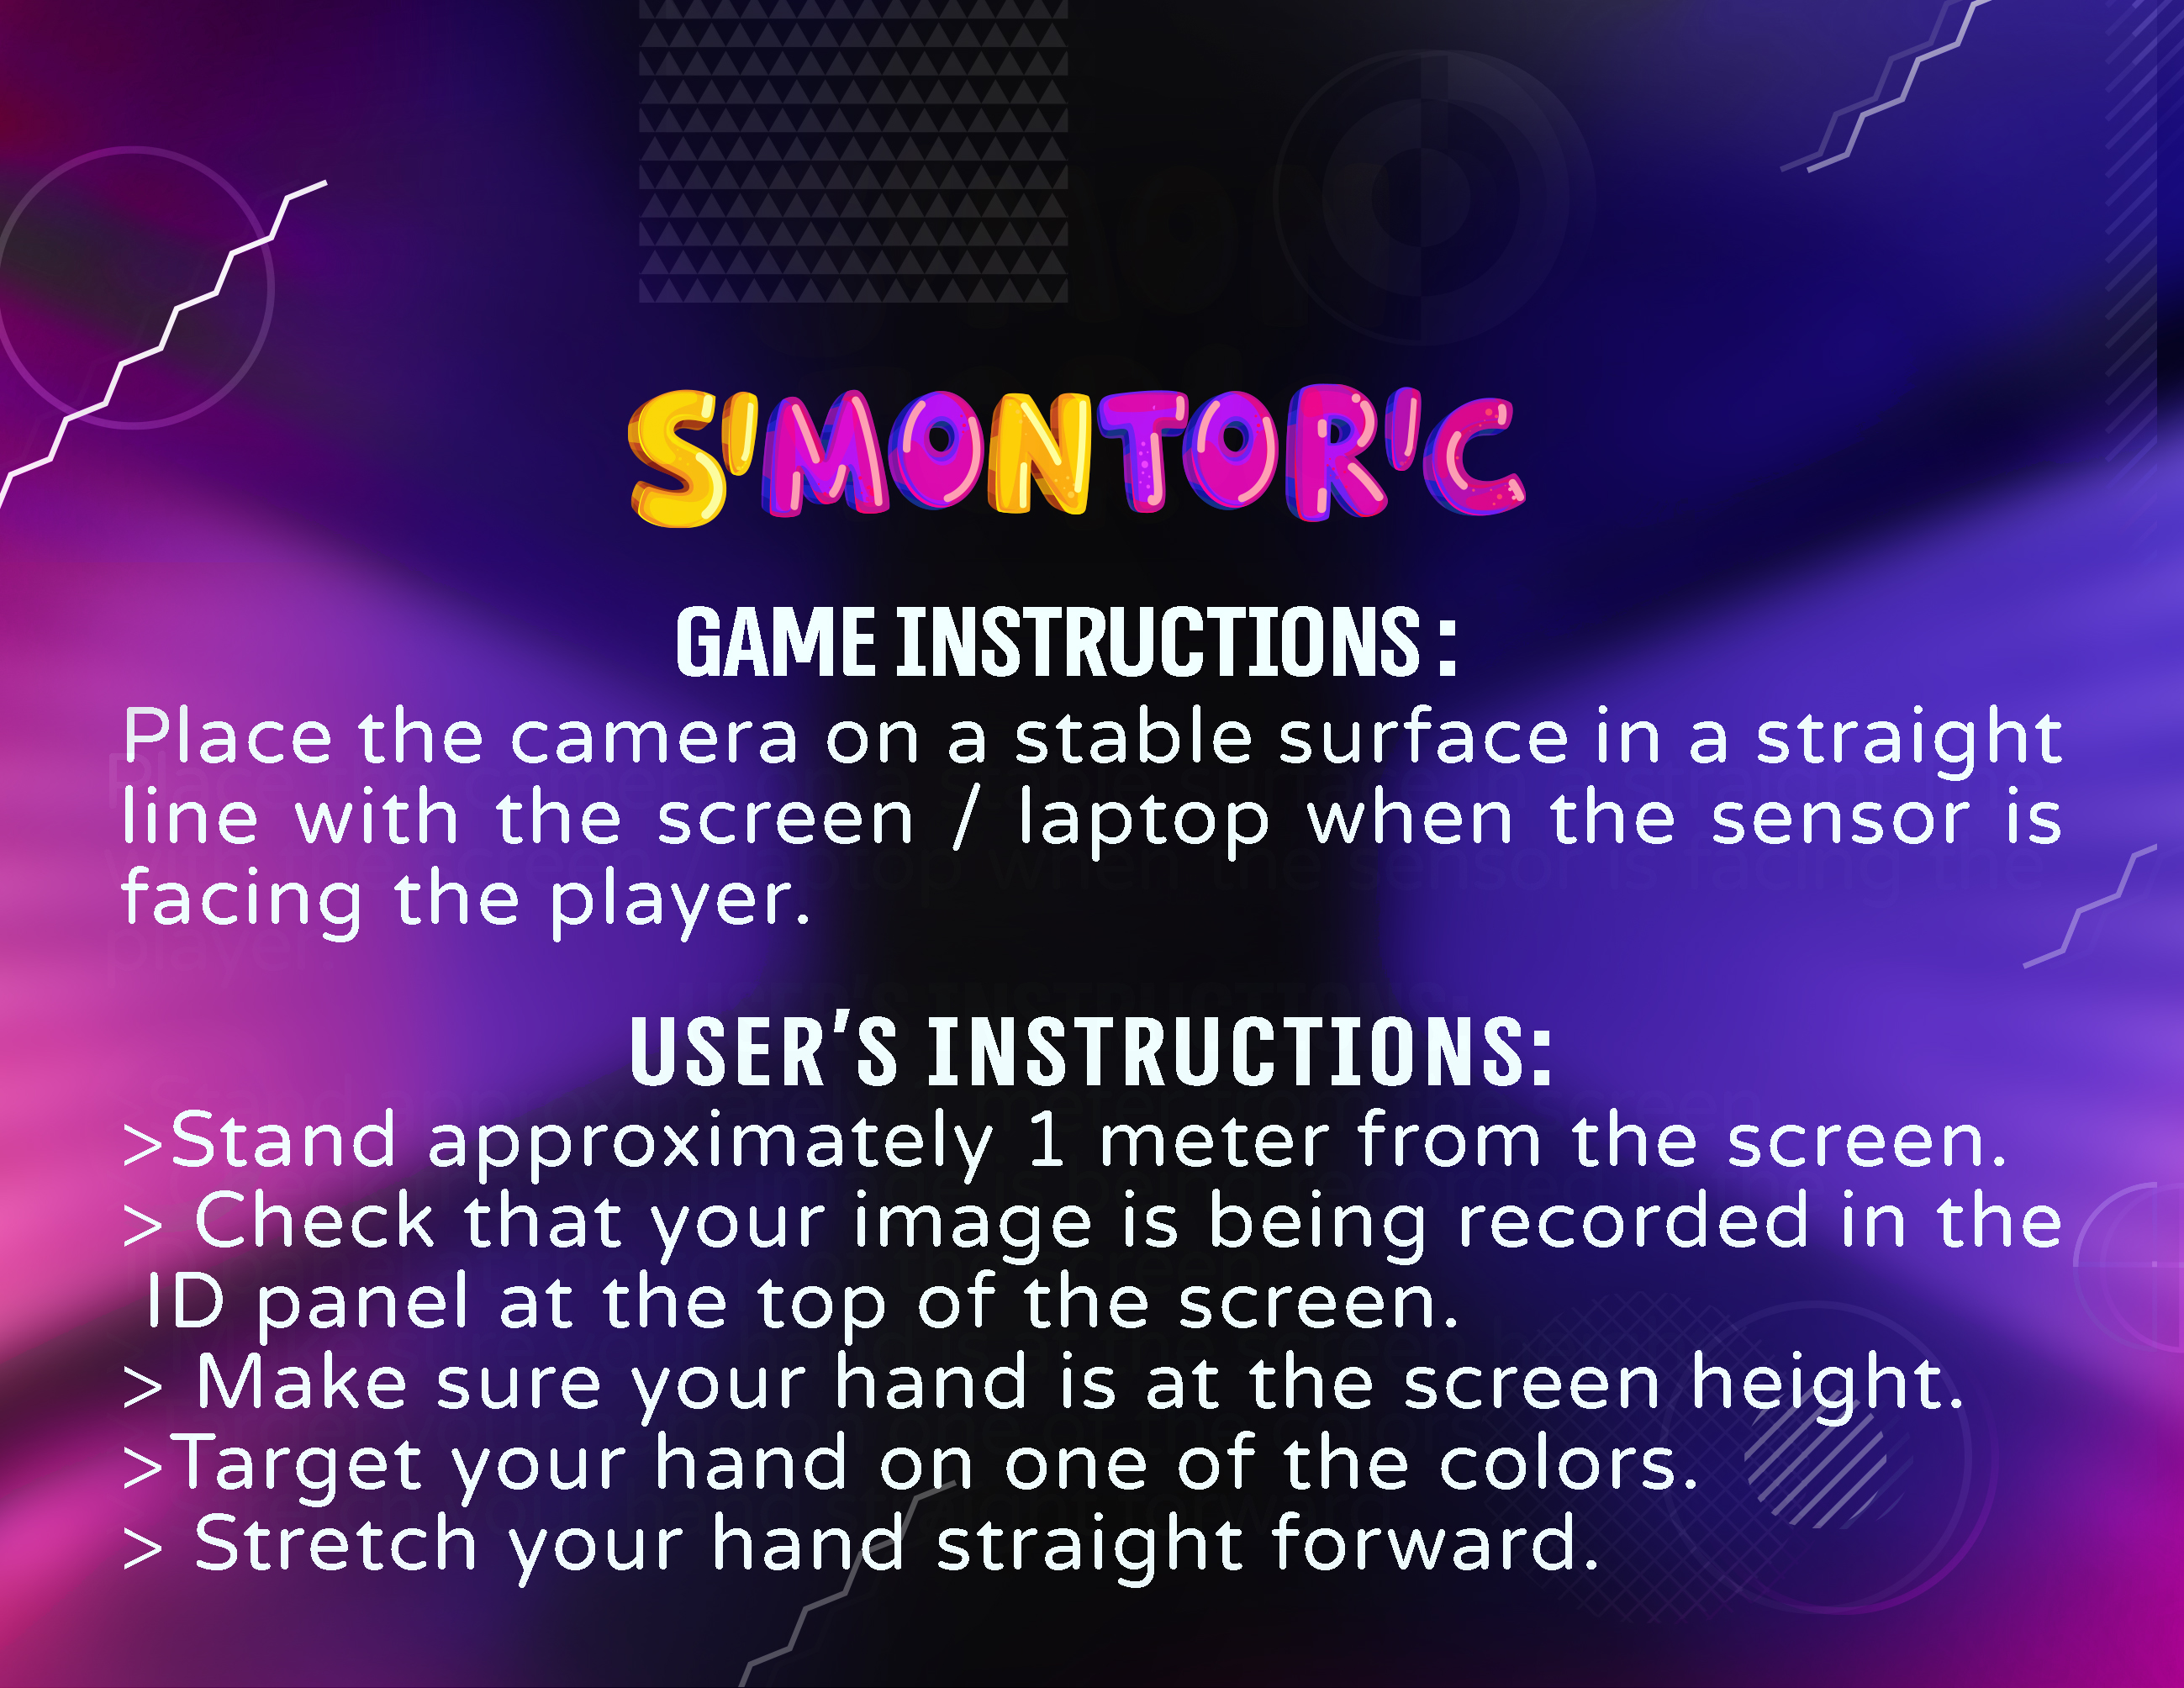 S'MONTOR'C
GAME INSTRUCTIONS :
Place the camera on a stable surface in a straight
line with the screen / laptop when the sensor is
facing the player.
USER'S INSTRUCTIONS:
>Stand approximately 1 meter from the screen.
> Check that your image is being recorded in the
ID panel at the top of the screen.
> Make sure your hand is at the screen height.
>Target your hand on one of the colors.
> Stretch your hand straight forward.